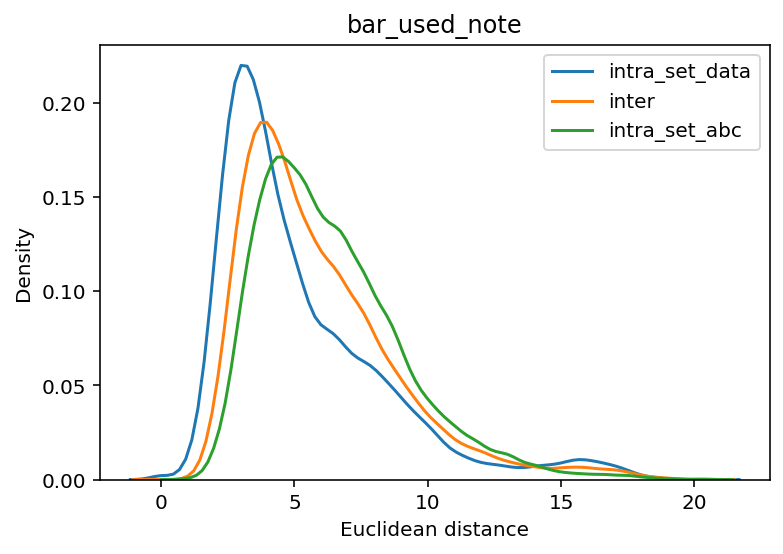 bar_used_note
intra_set_data
inter
intra_set_abc
0.20
0.15
0.10
0.05
0.00
Density
0 5 10 15 20
Euclidean distance